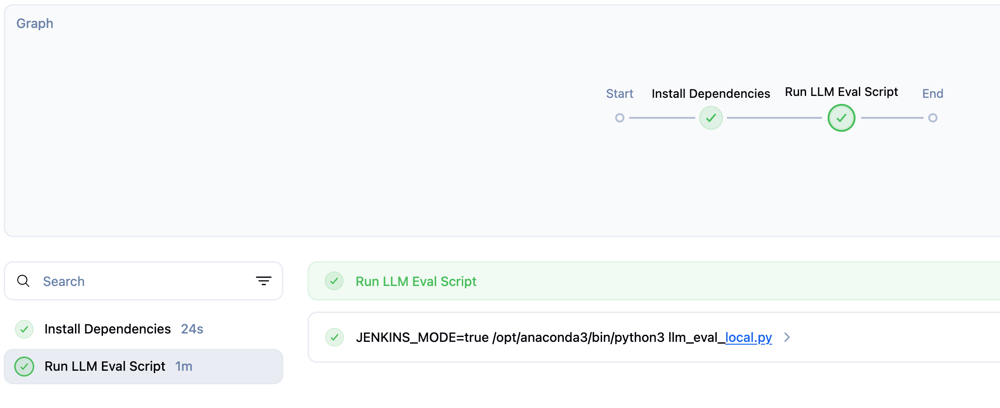 Graph
Start Install Dependencies Run LLM Eval Script End
Search
Install Dependencies 24s
Run LLM Eval Script 1m
Run LLM Eval Script
JENKINS_MODE=true /opt/anaconda3/bin/python3 llm_eval_local.py